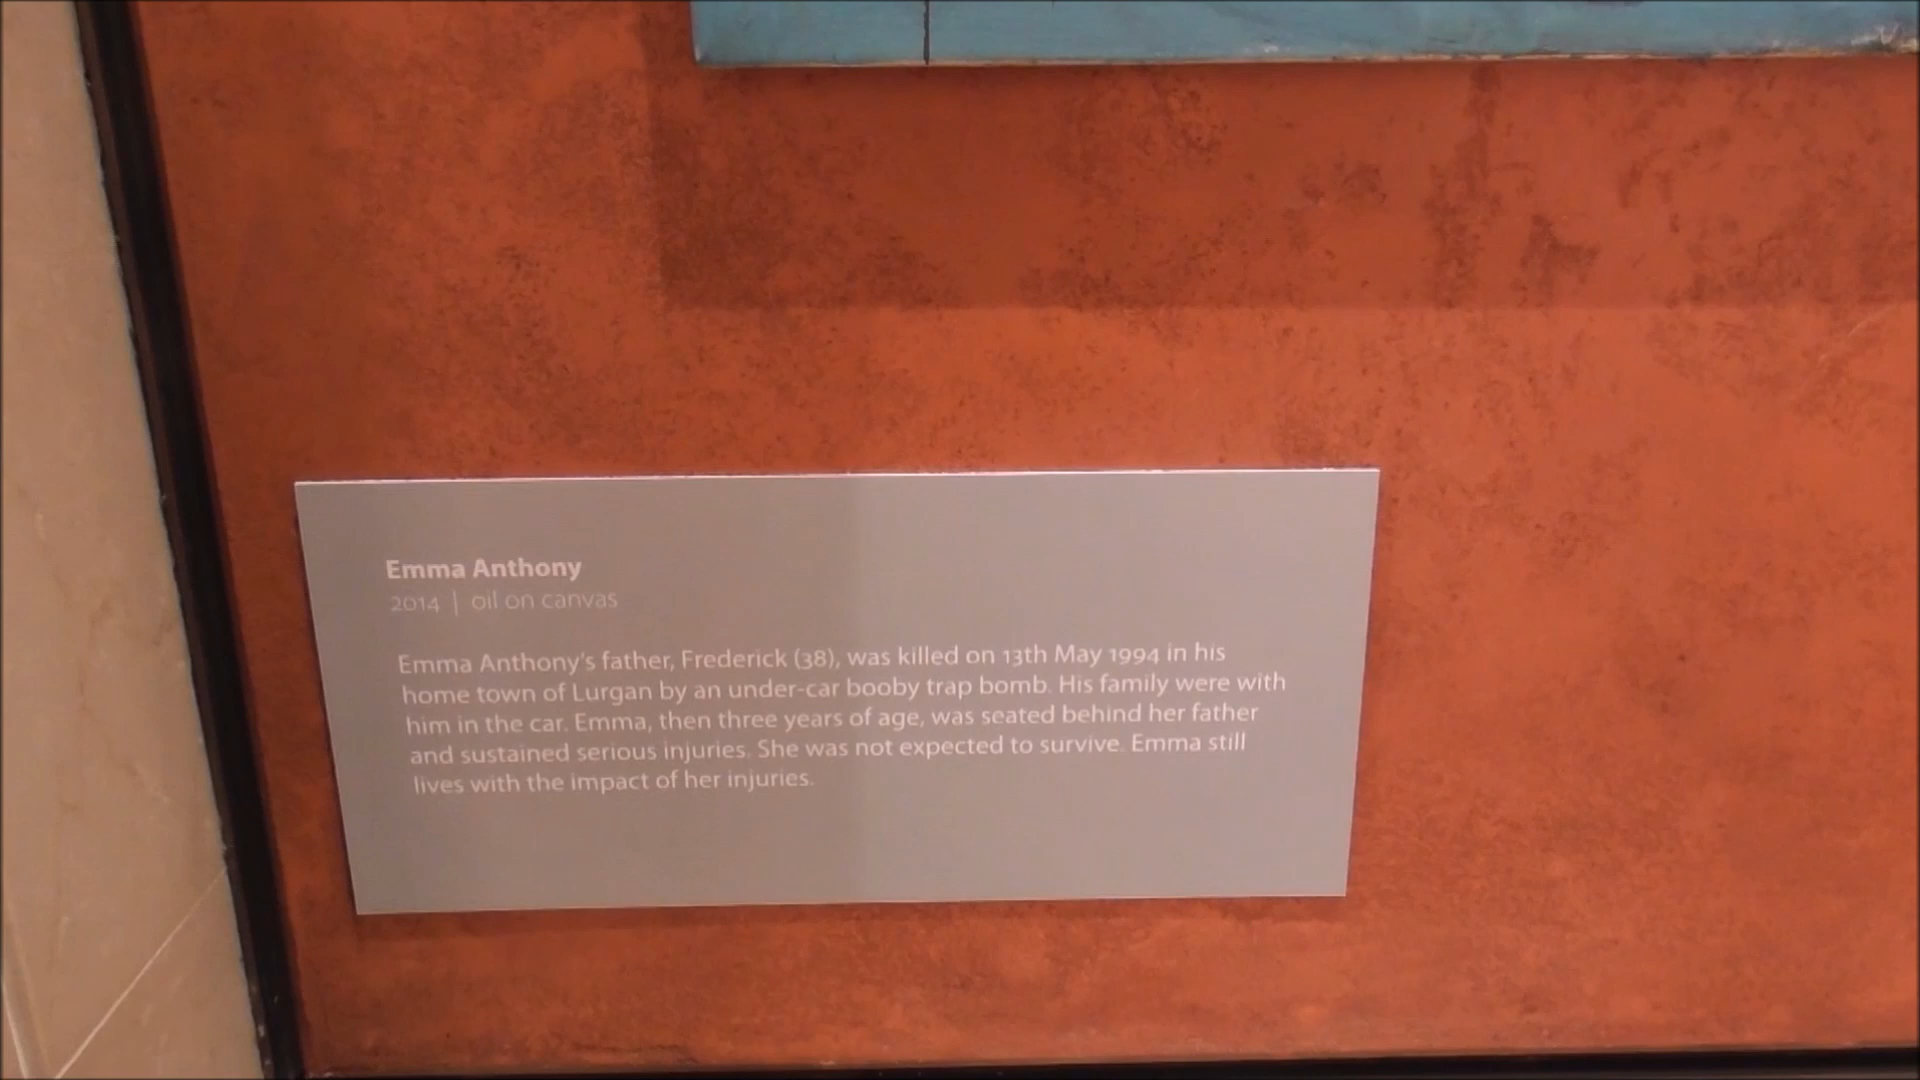 Emma Anthony
2014 | oil on canvas
Emma Anthony's father, Frederick (38), was killed on 13th May 1994 in his
home town of Lurgan by an under-car booby trap bomb. His family were with
him in the car. Emma, then three years of age, was seated behind her father
and sustained serious injuries. She was not expected to survive. Emma still
lives with the impact of her injuries.